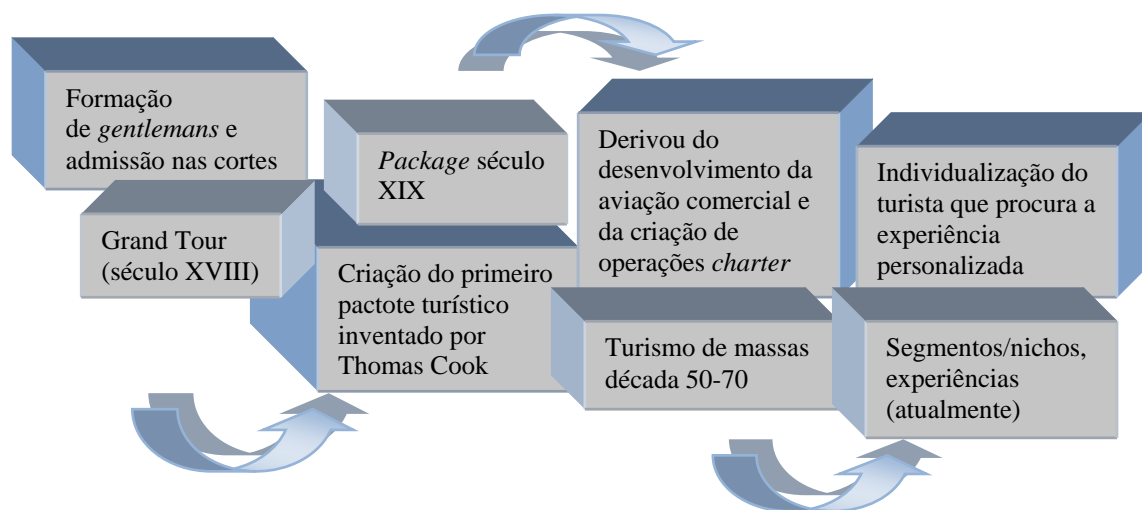 Formação
de gentlemans e
admissão nas cortes
Grand Tour
(século XVIII)
Package século
XIX
Criação do primeiro
pactote turístico
inventado por
Thomas Cook
Derivou do
desenvolvimento da
aviação comercial e
da criação de
operações charter
Turismo de massas
década 50-70
Individualização do
turista que procura a
experiência
personalizada
Segmentos/nichos,
experiências
(atualmente)